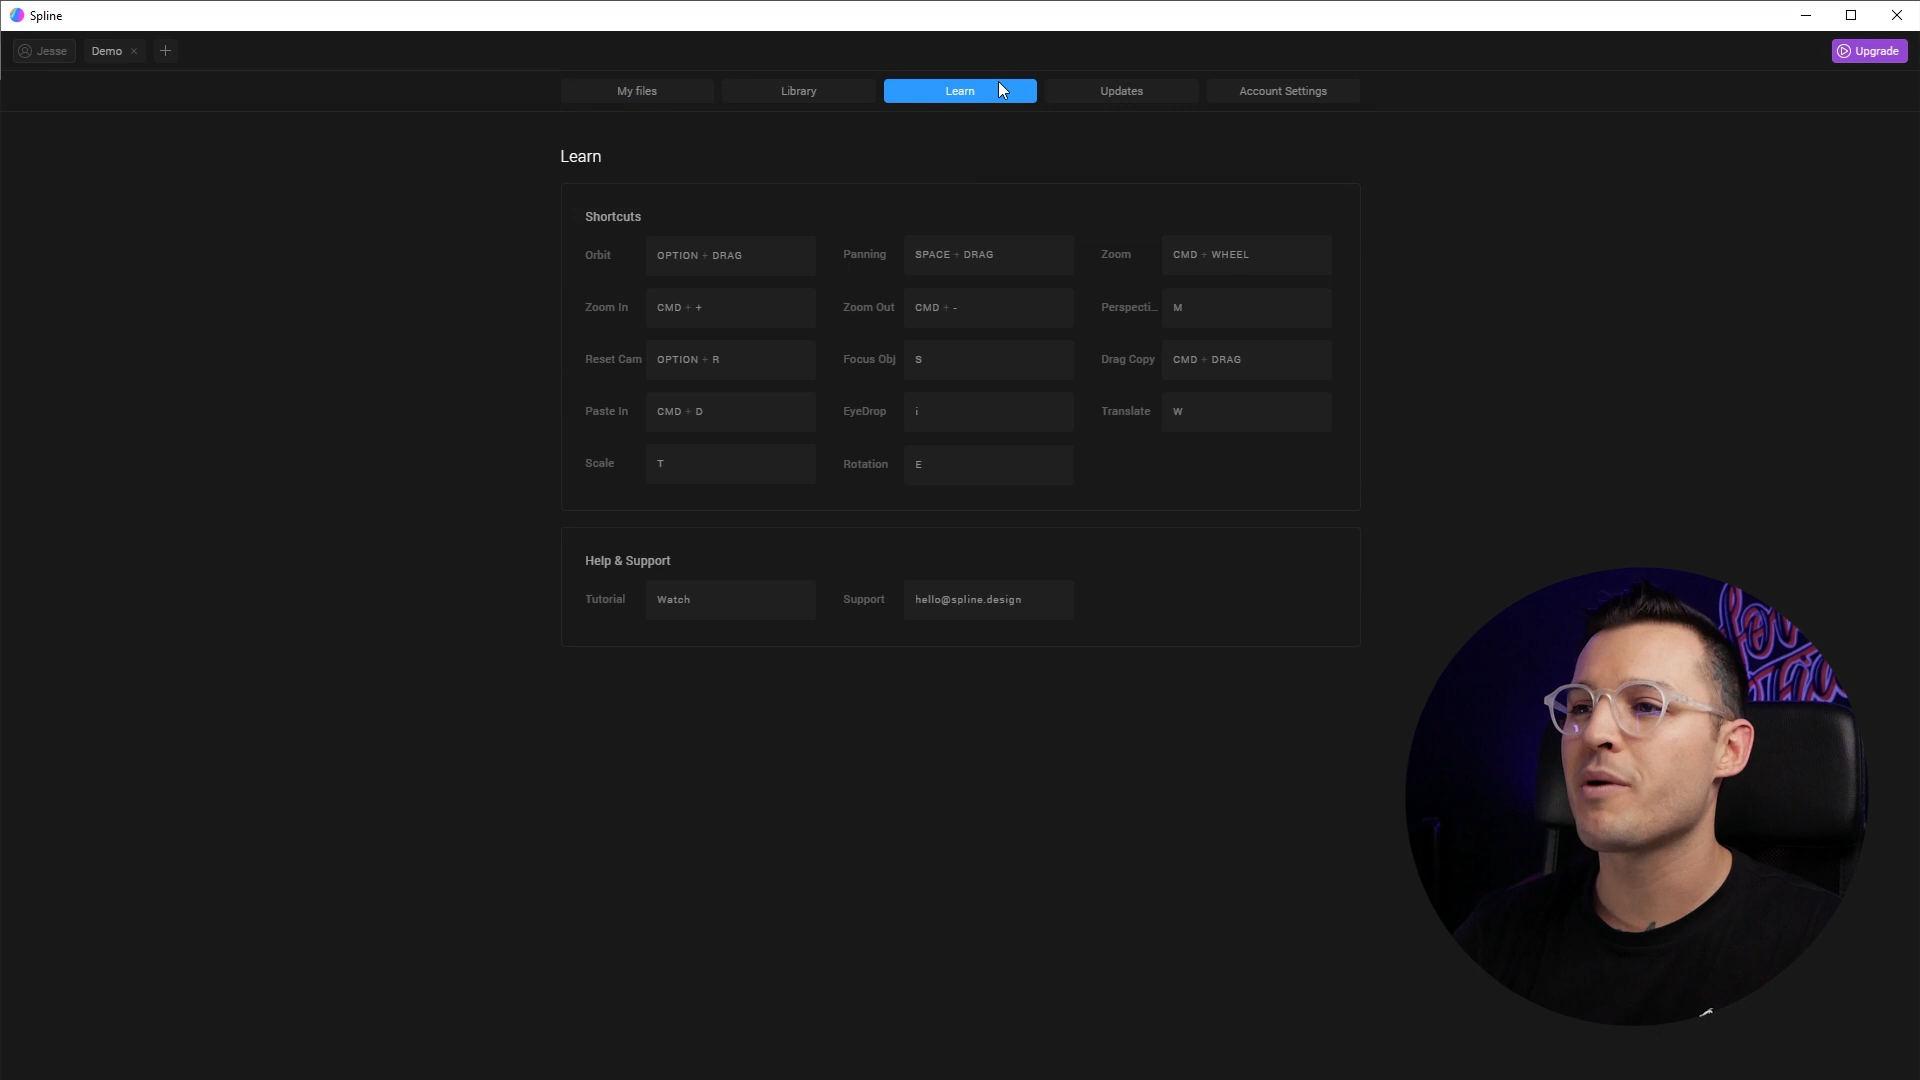 Spline
Jesse
Demo
Upgrade
My files
Library
Learn
Updates
Account Settings
Learn
Shortcuts
Orbit OPTION + DRAG
Panning SPACE + DRAG
Zoom CMD + WHEEL
Zoom In CMD + +
Zoom Out CMD + -
Perspecti... M
Reset Cam OPTION + R
Focus Obj S
Drag Copy CMD + DRAG
Paste In CMD + D
EyeDrop i
Translate W
Scale T
Rotation E
Help & Support
Tutorial Watch
Support hello@spline.design